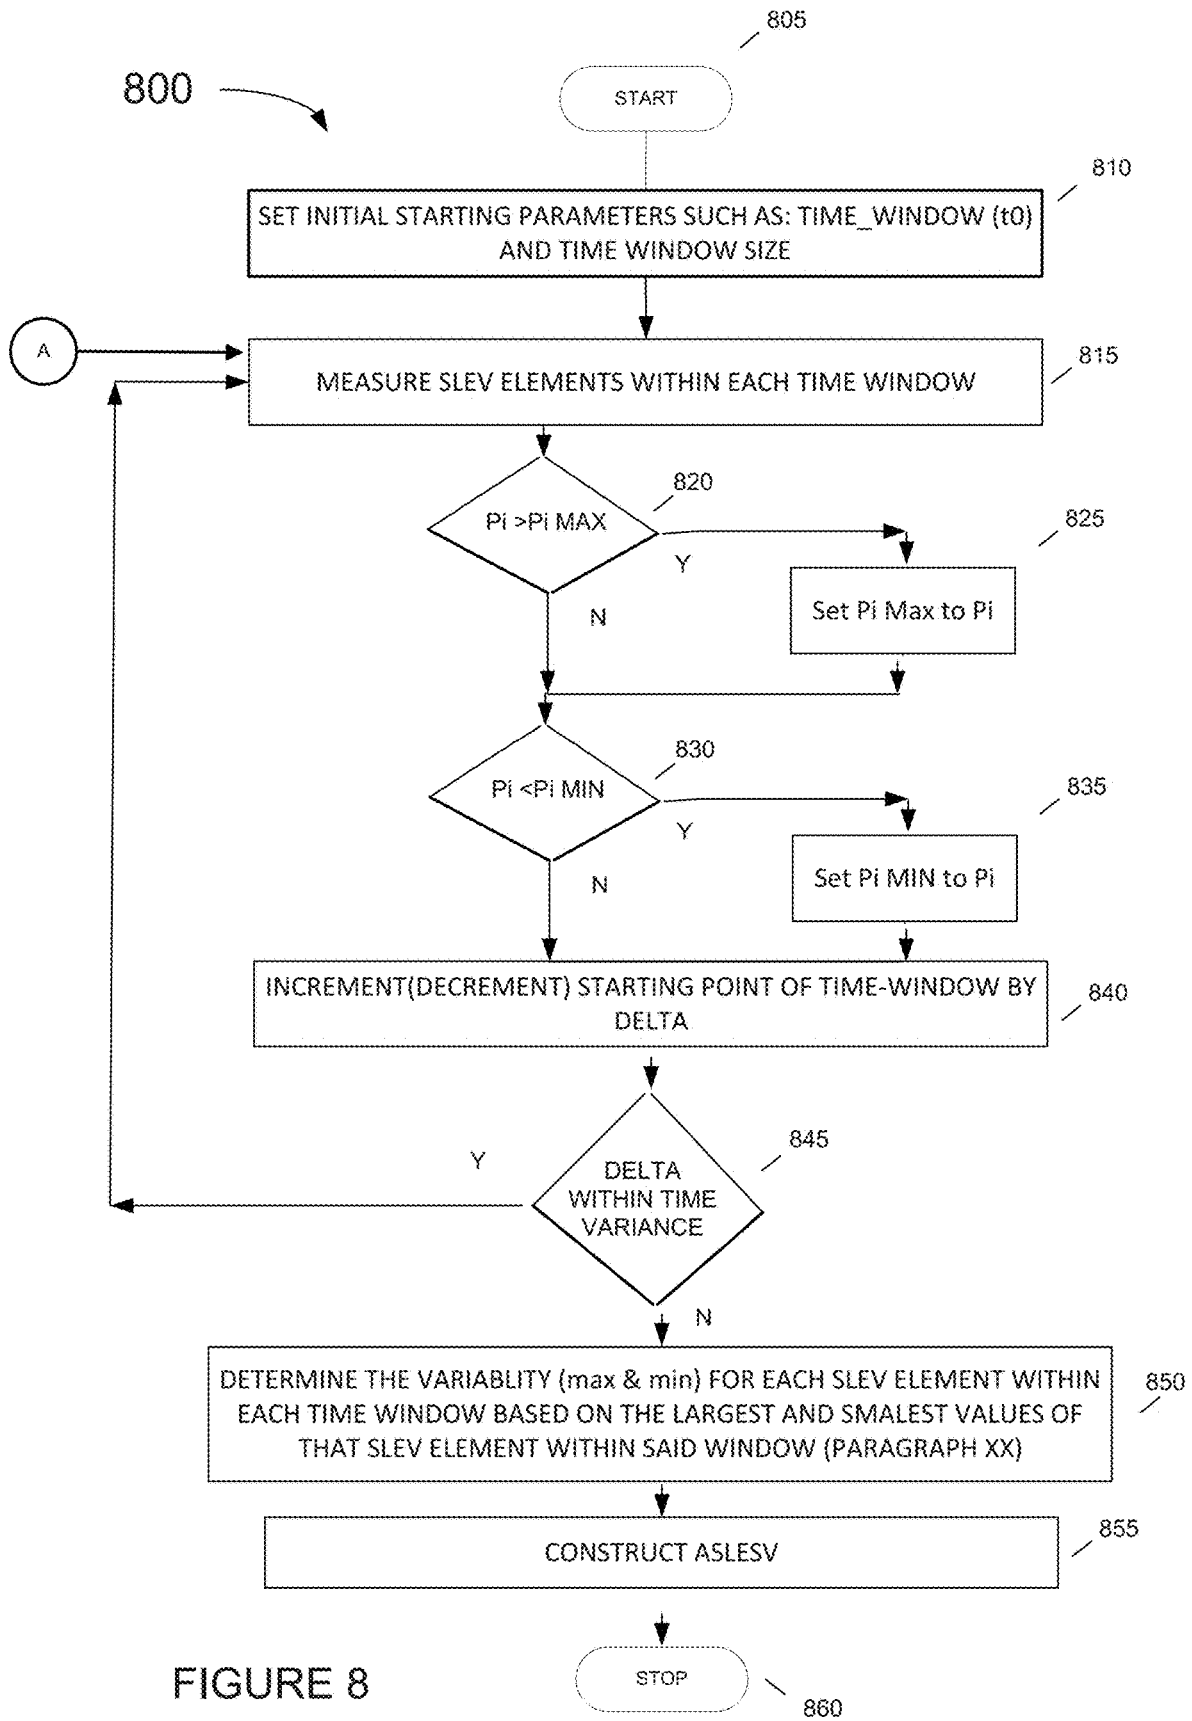 805
800
START
810
SET INITIAL STARTING PARAMETERS SUCH AS: TIME_WINDOW (t0)
AND TIME WINDOW SIZE
A
815
MEASURE SLEV ELEMENTS WITHIN EACH TIME WINDOW
820
Pi >Pi MAX
825
Y
Set Pi Max to Pi
N
830
Pi <Pi MIN
835
Y
Set Pi MIN to Pi
N
INCREMENT(DECREMENT) STARTING POINT OF TIME-WINDOW BY
DELTA
840
845
Y
DELTA
WITHIN TIME
VARIANCE
N
DETERMINE THE VARIABLITY (max & min) FOR EACH SLEV ELEMENT WITHIN
EACH TIME WINDOW BASED ON THE LARGEST AND SMALEST VALUES OF
THAT SLEV ELEMENT WITHIN SAID WINDOW (PARAGRAPH XX)
850
855
CONSTRUCT ASLESV
STOP
860
FIGURE 8